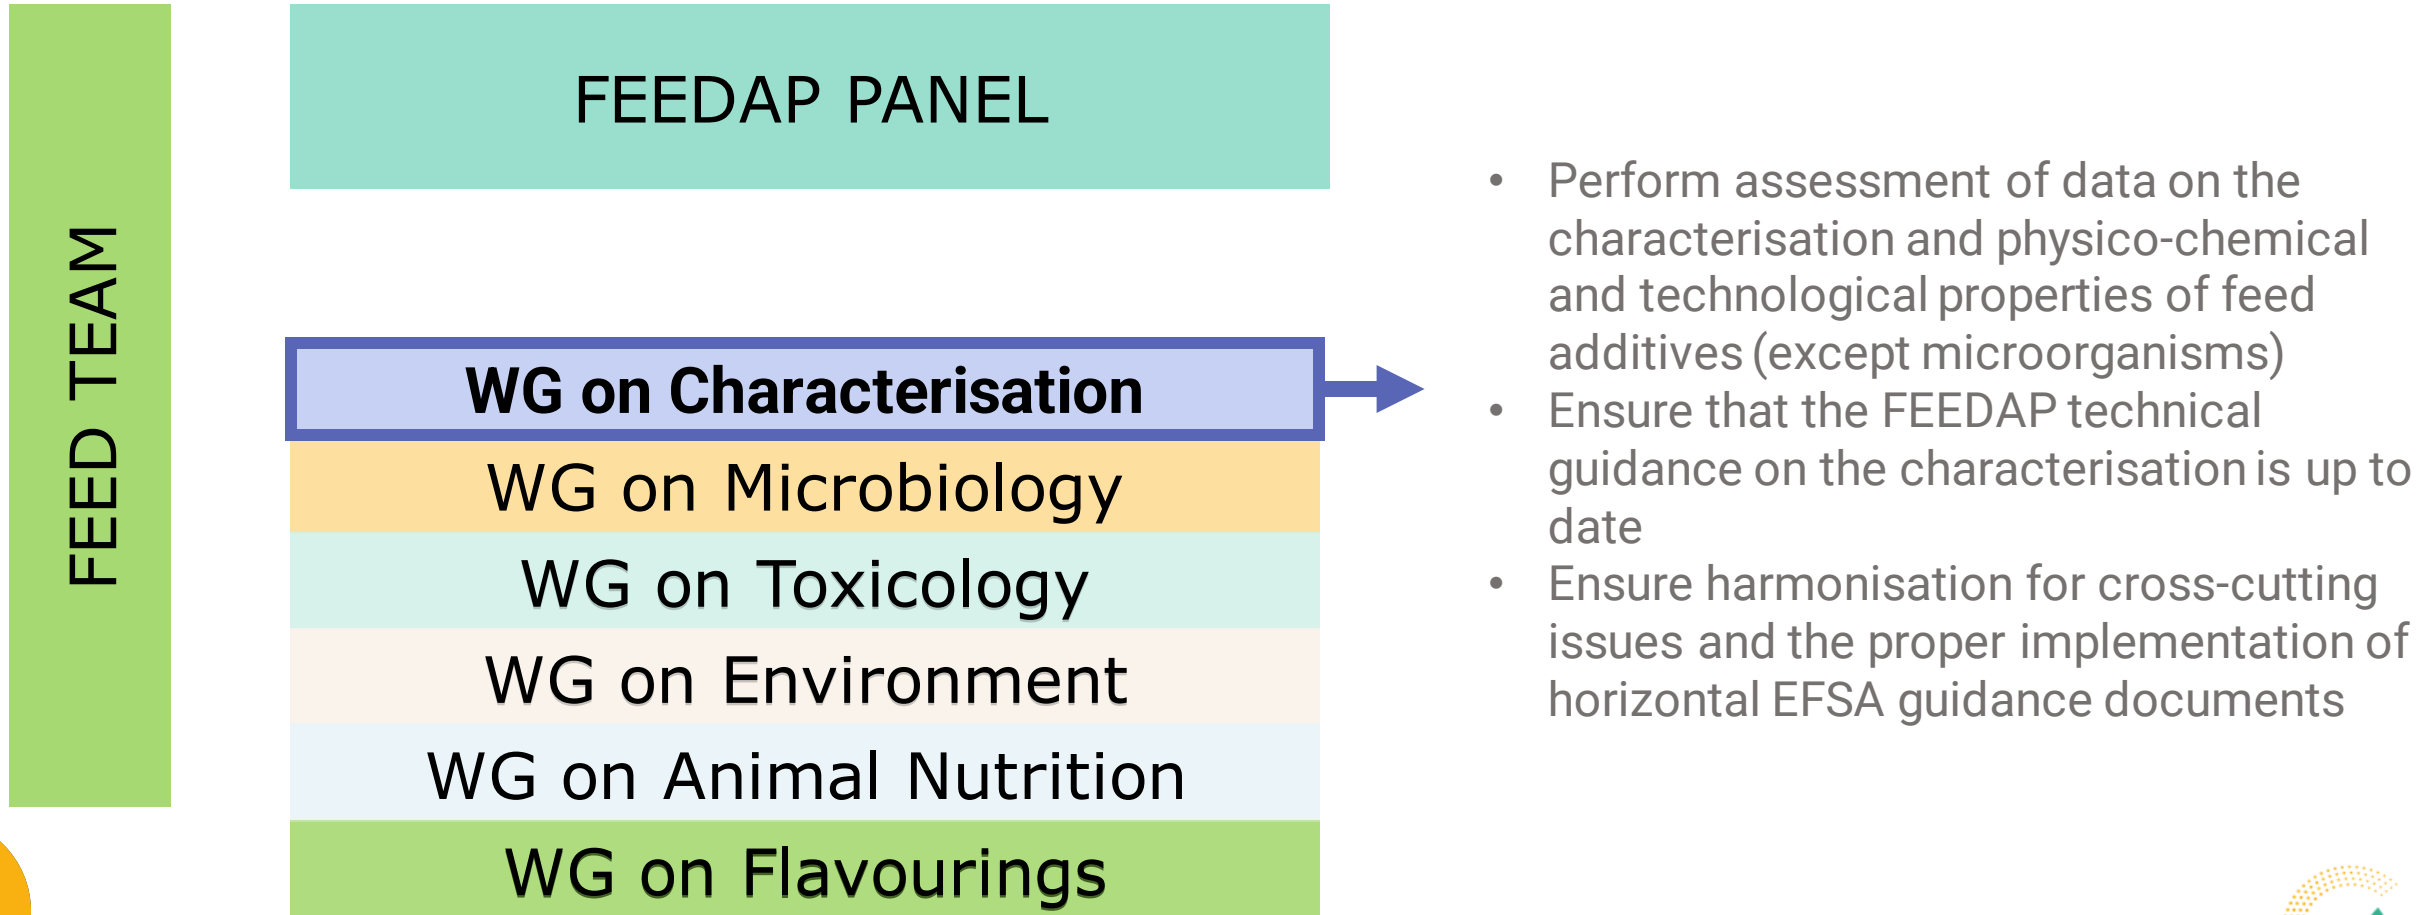 FEED TEAM
FEEDAP PANEL
WG on Characterisation
WG on Microbiology
WG on Toxicology
WG on Environment
WG on Animal Nutrition
WG on Flavourings
• Perform assessment of data on the
characterisation and physico-chemical
and technological properties of feed
additives (except microorganisms)
• Ensure that the FEEDAP technical
guidance on the characterisation is up to
date
• Ensure harmonisation for cross-cutting
issues and the proper implementation of
horizontal EFSA guidance documents